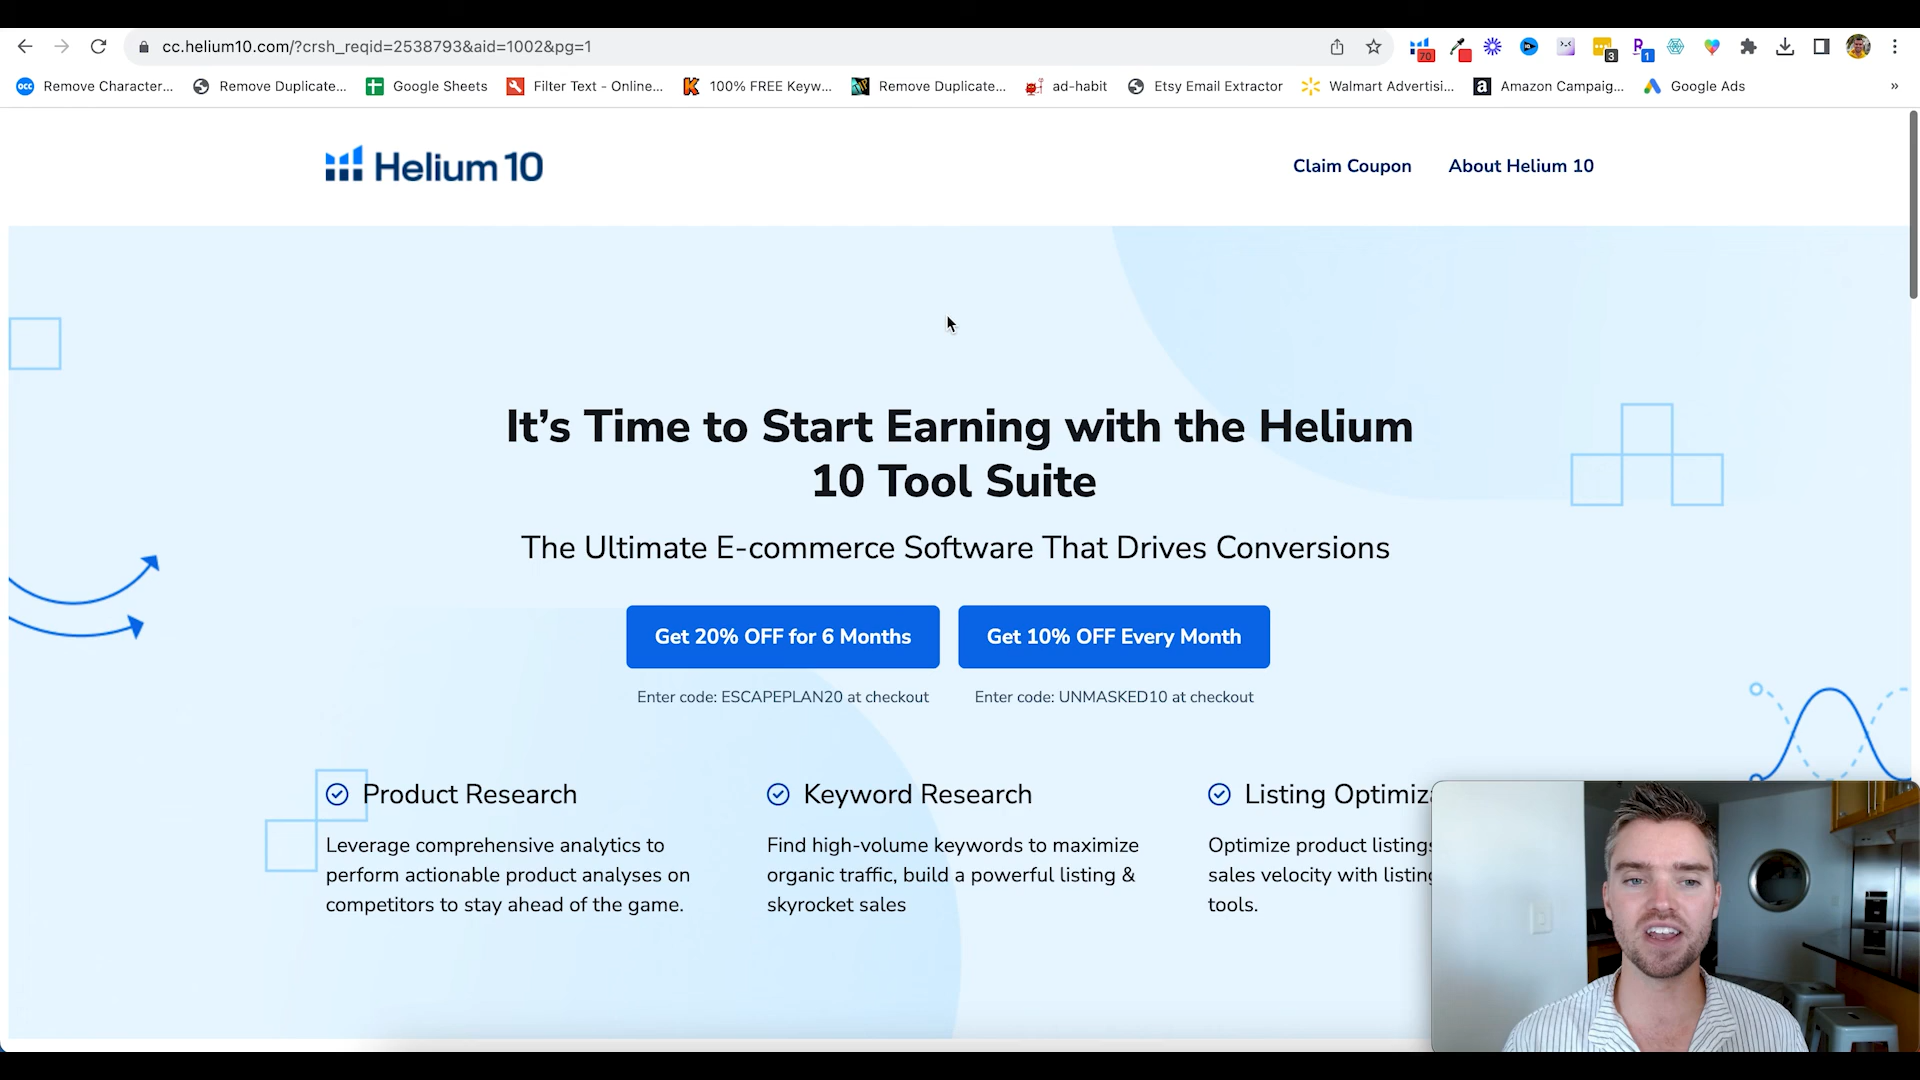 cc.helium10.com/?crsh_reqid=2538793&aid=1002&pg=1
70
3
1
Remove Character...
Remove Duplicate...
Google Sheets
Filter Text - Online...
100% FREE Keyw...
Remove Duplicate...
ad-habit
Etsy Email Extractor
Walmart Advertisi...
Amazon Campaig...
Google Ads
»
Helium 10
Claim Coupon
About Helium 10
It’s Time to Start Earning with the Helium
10 Tool Suite
The Ultimate E-commerce Software That Drives Conversions
Get 20% OFF for 6 Months
Get 10% OFF Every Month
Enter code: ESCAPEPLAN20 at checkout
Enter code: UNMASKED10 at checkout
Product Research
Keyword Research
Listing Optimiza
Leverage comprehensive analytics to
perform actionable product analyses on
competitors to stay ahead of the game.
Find high-volume keywords to maximize
organic traffic, build a powerful listing &
skyrocket sales
Optimize product listings
sales velocity with listing
tools.